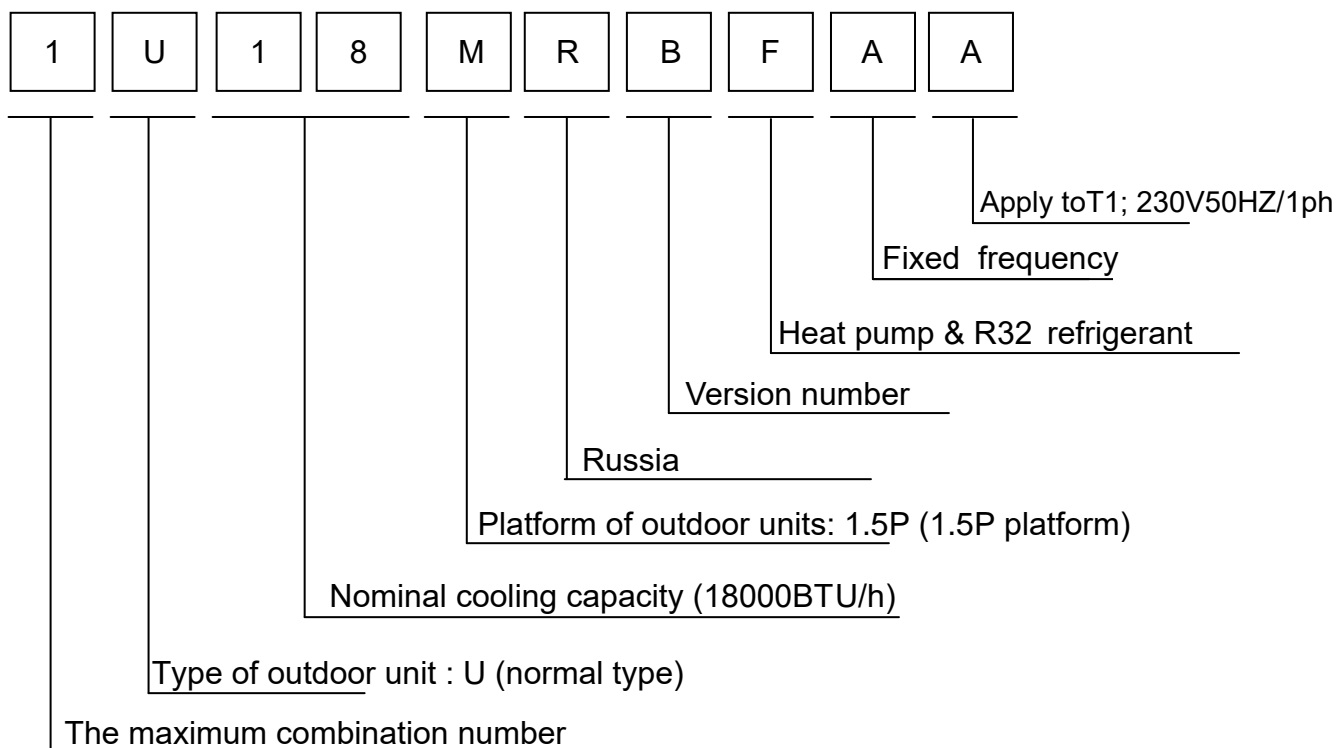 1 U 1 8 M R B F A A
Apply toT1; 230V50HZ/1ph
Fixed frequency
Heat pump & R32 refrigerant
Version number
Russia
Platform of outdoor units: 1.5P (1.5P platform)
Nominal cooling capacity (18000BTU/h)
Type of outdoor unit : U (normal type)
The maximum combination number